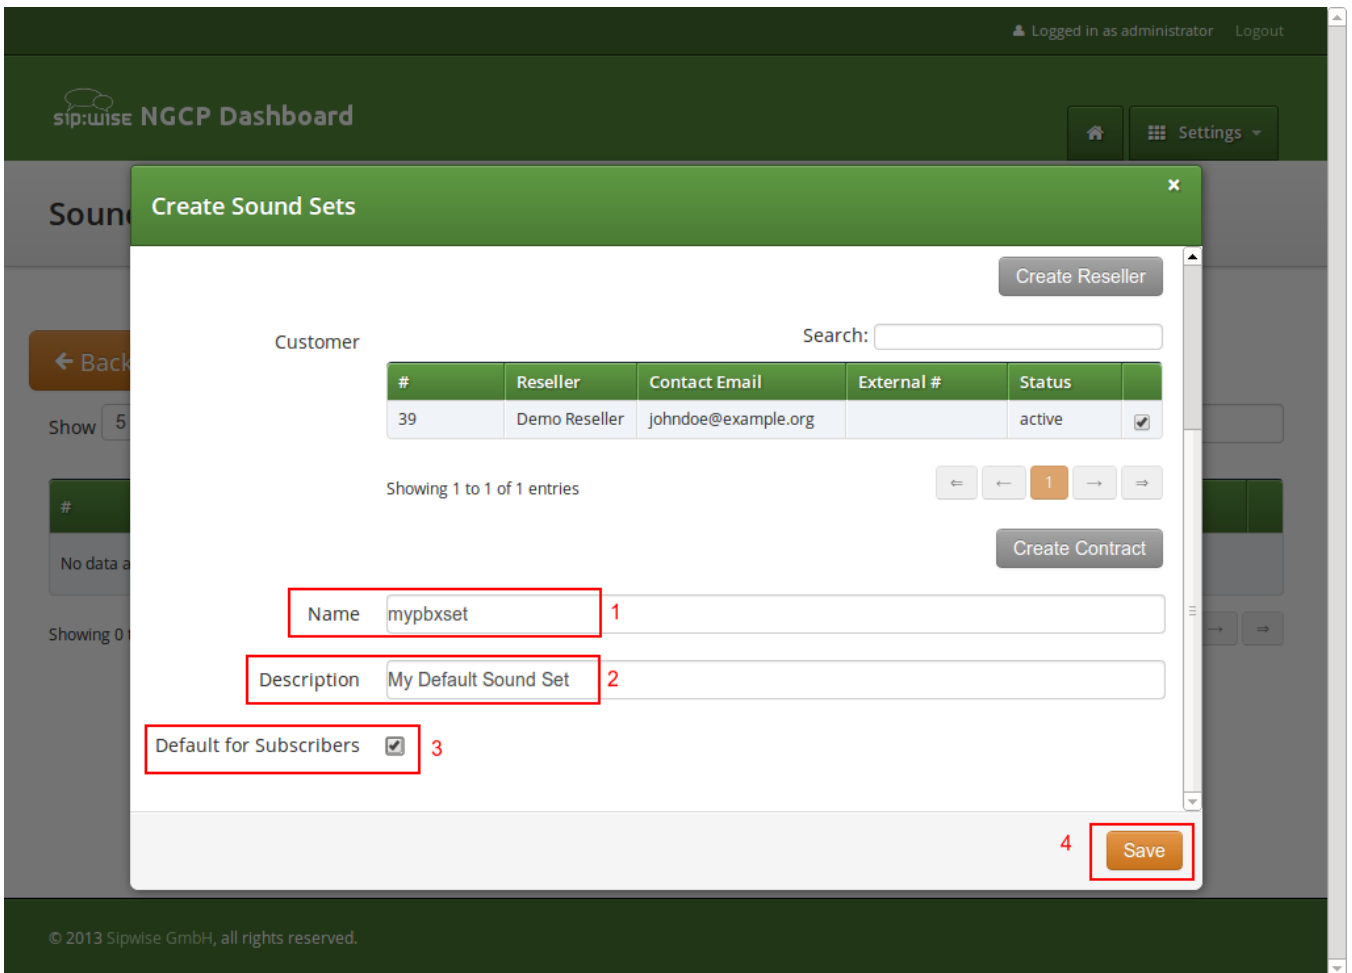 Logged in as administrator Logout
sip:wise NGCP Dashboard
Settings
Soun
Create Sound Sets
×
Create Reseller
Customer
Search:
# Reseller Contact Email External # Status
39 Demo Reseller johndoe@example.org active
Showing 1 to 1 of 1 entries
⇐ ← 1 → ⇒
Create Contract
Name mypbxset 1
Description My Default Sound Set 2
Default for Subscribers 3
4 Save
← Back
Show 5
#
No data a
Showing 0 t
→ ⇒
© 2013 Sipwise GmbH, all rights reserved.